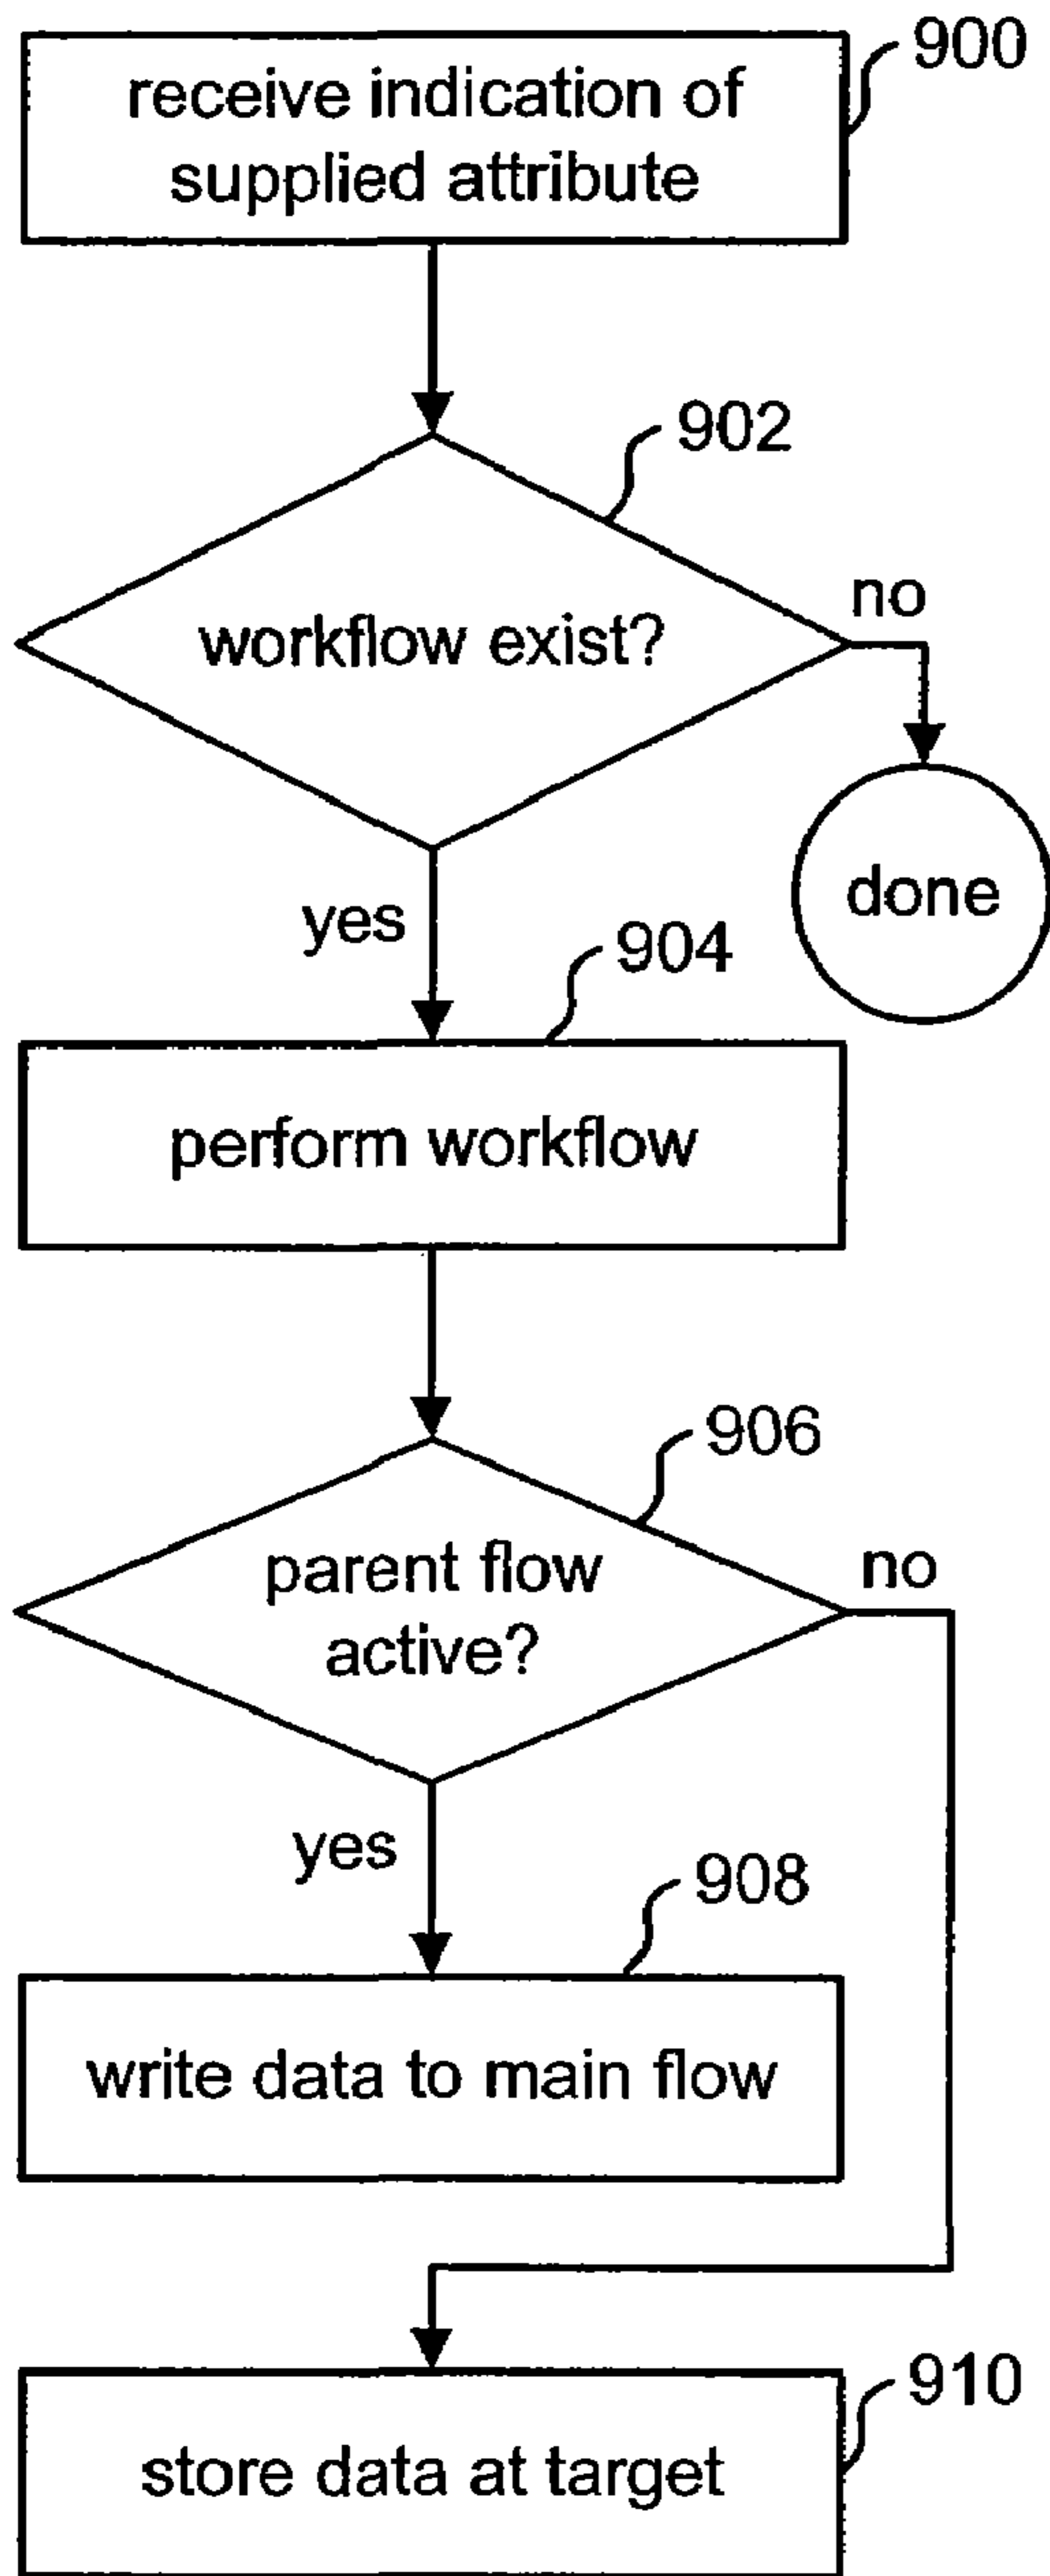 900
receive indication of
supplied attribute
902
workflow exist?
no
done
yes
904
perform workflow
906
parent flow
active?
no
yes
908
write data to main flow
910
store data at target